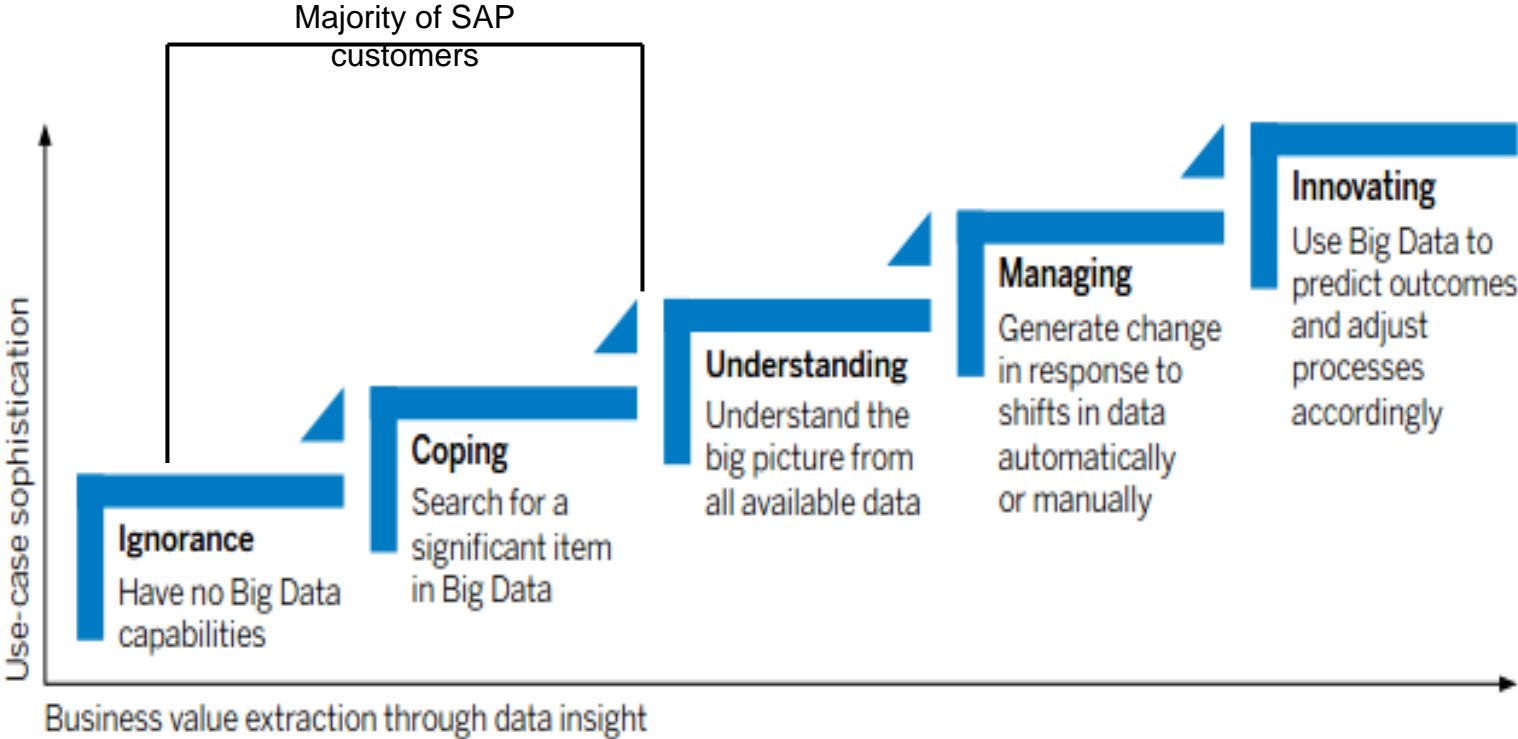 Majority of SAP
customers
Use-case sophistication
Ignorance
Have no Big Data
capabilities
Coping
Search for a
significant item
in Big Data
Understanding
Understand the
big picture from
all available data
Managing
Generate change
in response to
shifts in data
automatically
or manually
Innovating
Use Big Data to
predict outcomes
and adjust
processes
accordingly
Business value extraction through data insight